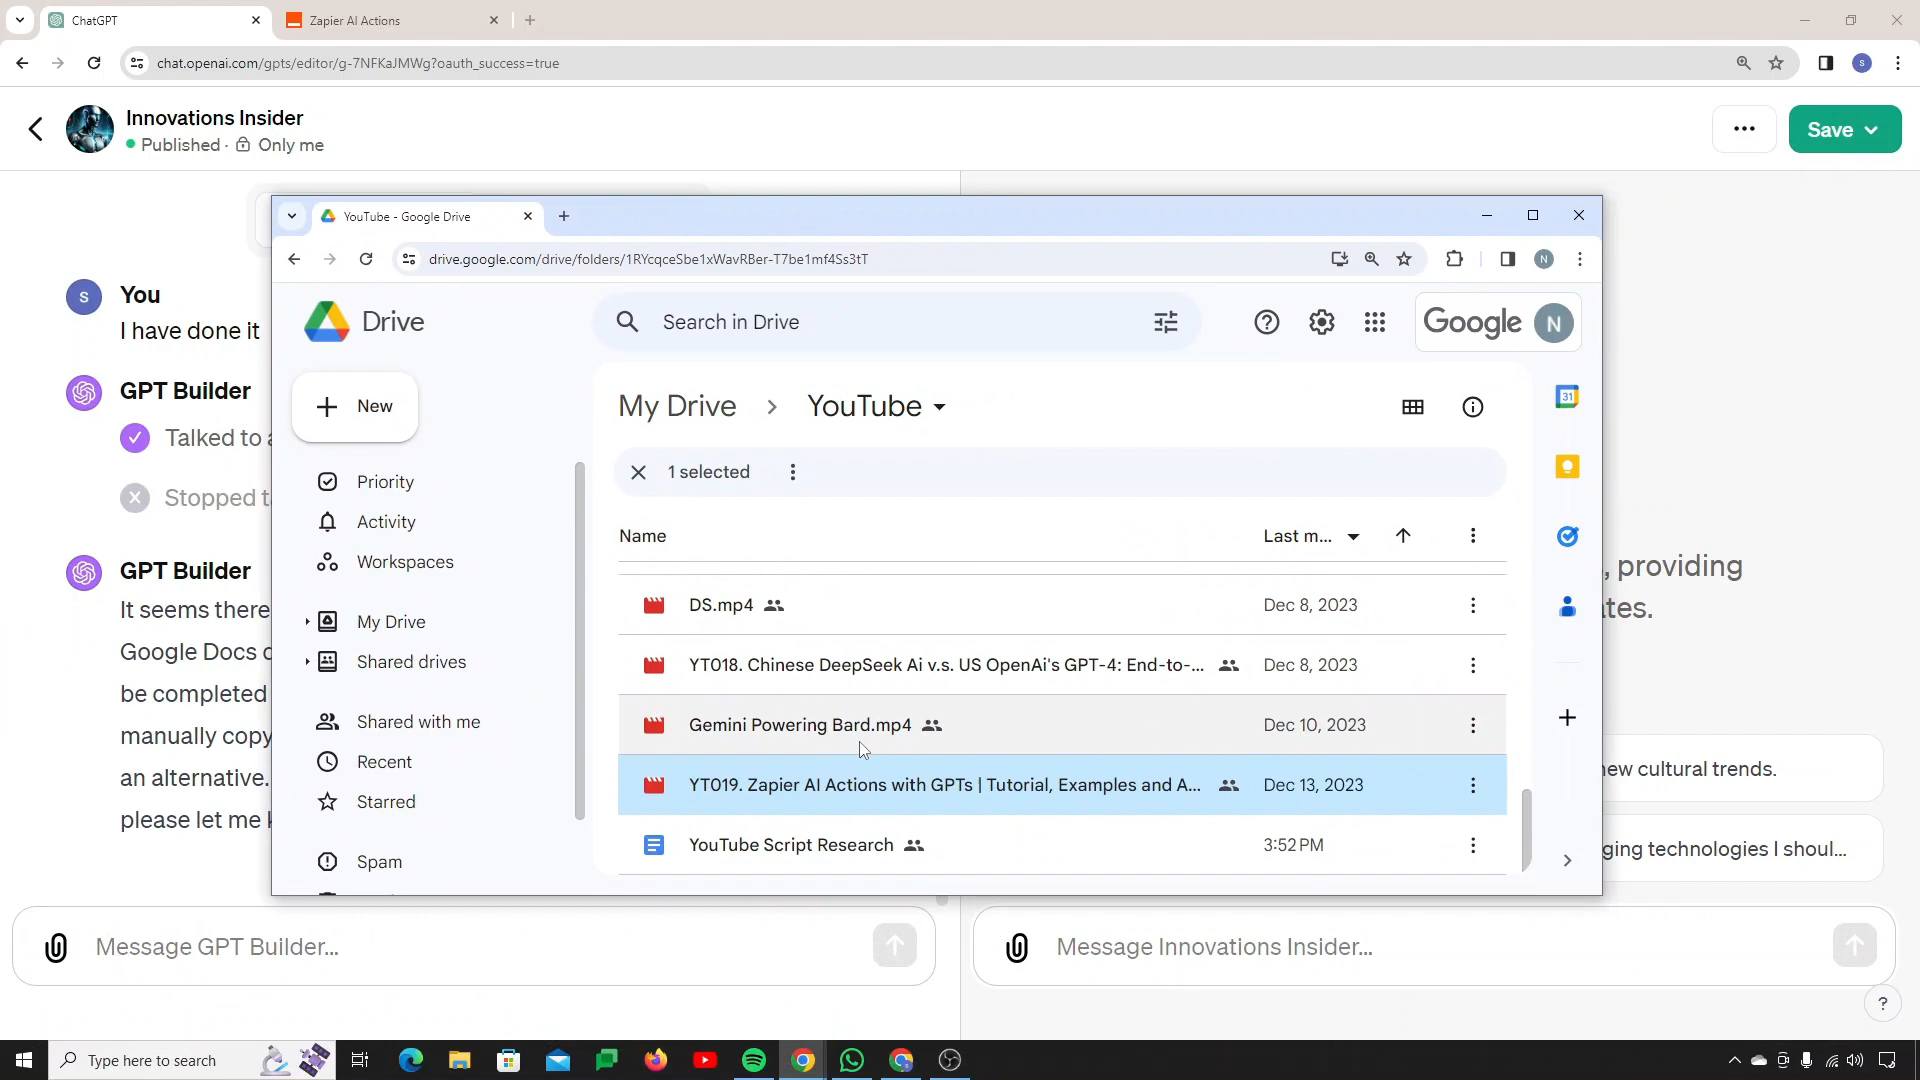 ChatGPT
Zapier AI Actions
chat.openai.com/gpts/editor/g-7NFKaJMWg?oauth_success=true
S
Innovations Insider
Published · Only me
Save
YouTube - Google Drive
drive.google.com/drive/folders/1RYcqceSbe1xWavRBer-T7be1mf4Ss3tT
N
Drive
Search in Drive
Google
N
New
Priority
Activity
Workspaces
My Drive
Shared drives
Shared with me
Recent
Starred
Spam
My Drive
YouTube
31
1 selected
Name
Last m...
DS.mp4
Dec 8, 2023
YT018. Chinese DeepSeek Ai v.s. US OpenAi's GPT-4: End-to-...
Dec 8, 2023
Gemini Powering Bard.mp4
Dec 10, 2023
YT019. Zapier AI Actions with GPTs | Tutorial, Examples and A...
Dec 13, 2023
YouTube Script Research
3:52 PM
S
You
I have done it
GPT Builder
Talked to
Stopped
GPT Builder
It seems there
Google Docs
be completed
manually copy
an alternative.
please let me
Message GPT Builder...
, providing
new cultural trends.
I shoul...
Message Innovations Insider...
?
Type here to search